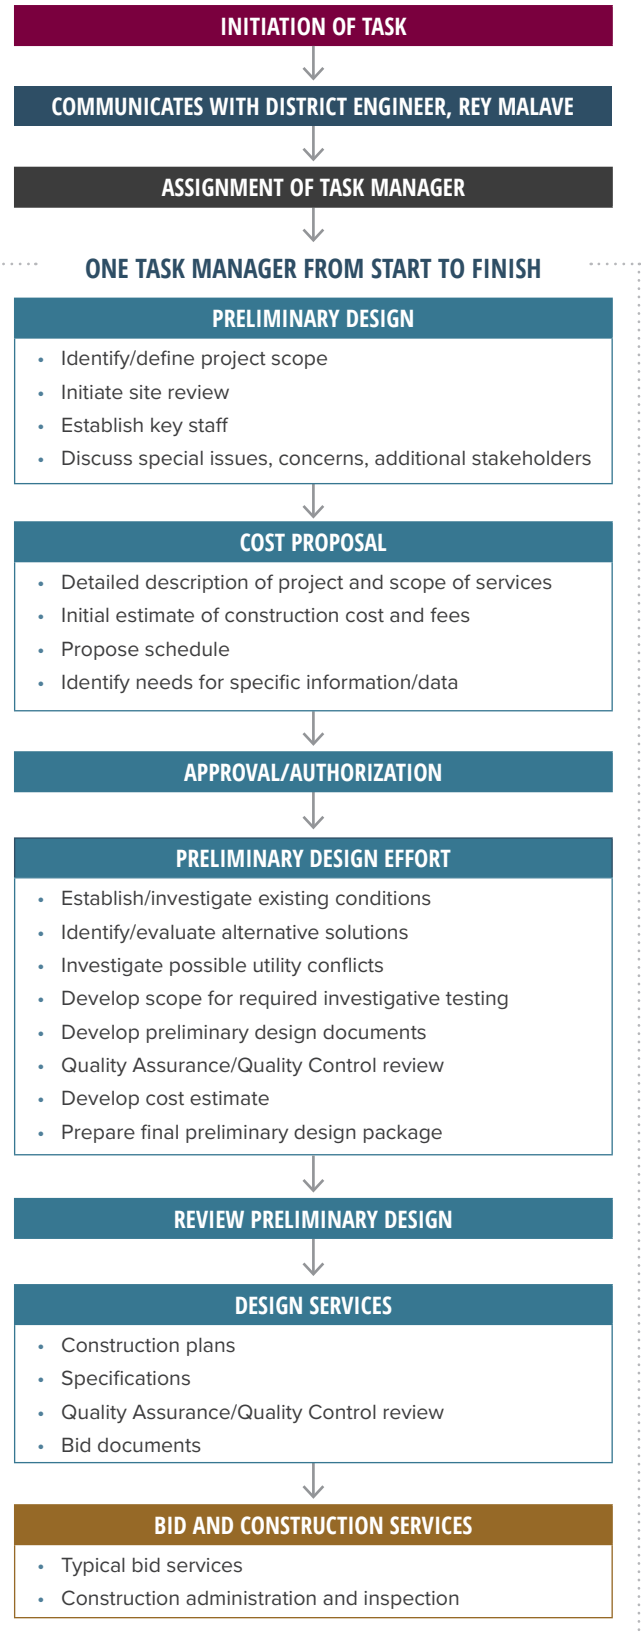 INITIATION OF TASK
COMMUNICATES WITH DISTRICT ENGINEER, REY MALAVE
ASSIGNMENT OF TASK MANAGER
ONE TASK MANAGER FROM START TO FINISH
PRELIMINARY DESIGN
• Identify/define project scope
• Initiate site review
• Establish key staff
• Discuss special issues, concerns, additional stakeholders
COST PROPOSAL
• Detailed description of project and scope of services
• Initial estimate of construction cost and fees
• Propose schedule
• Identify needs for specific information/data
APPROVAL/AUTHORIZATION
PRELIMINARY DESIGN EFFORT
• Establish/investigate existing conditions
• Identify/evaluate alternative solutions
• Investigate possible utility conflicts
• Develop scope for required investigative testing
• Develop preliminary design documents
• Quality Assurance/Quality Control review
• Develop cost estimate
• Prepare final preliminary design package
REVIEW PRELIMINARY DESIGN
DESIGN SERVICES
• Construction plans
• Specifications
• Quality Assurance/Quality Control review
• Bid documents
BID AND CONSTRUCTION SERVICES
• Typical bid services
• Construction administration and inspection